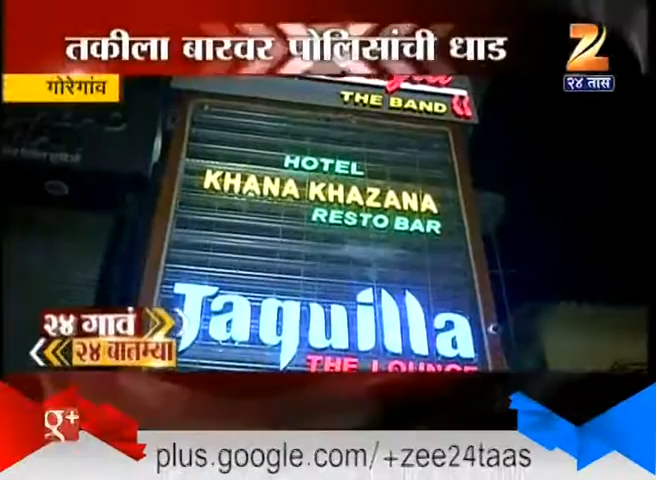 तकीला बारवर पोलिसांची धाड
Z
२४ तास
गोरेगांव
THE BAND
HOTEL
KHANA KHAZANA
RESTO BAR
Taquilla
THE LOUNGE
२४ गावं
२४ बातम्या
g+
plus.google.com/+zee24taas